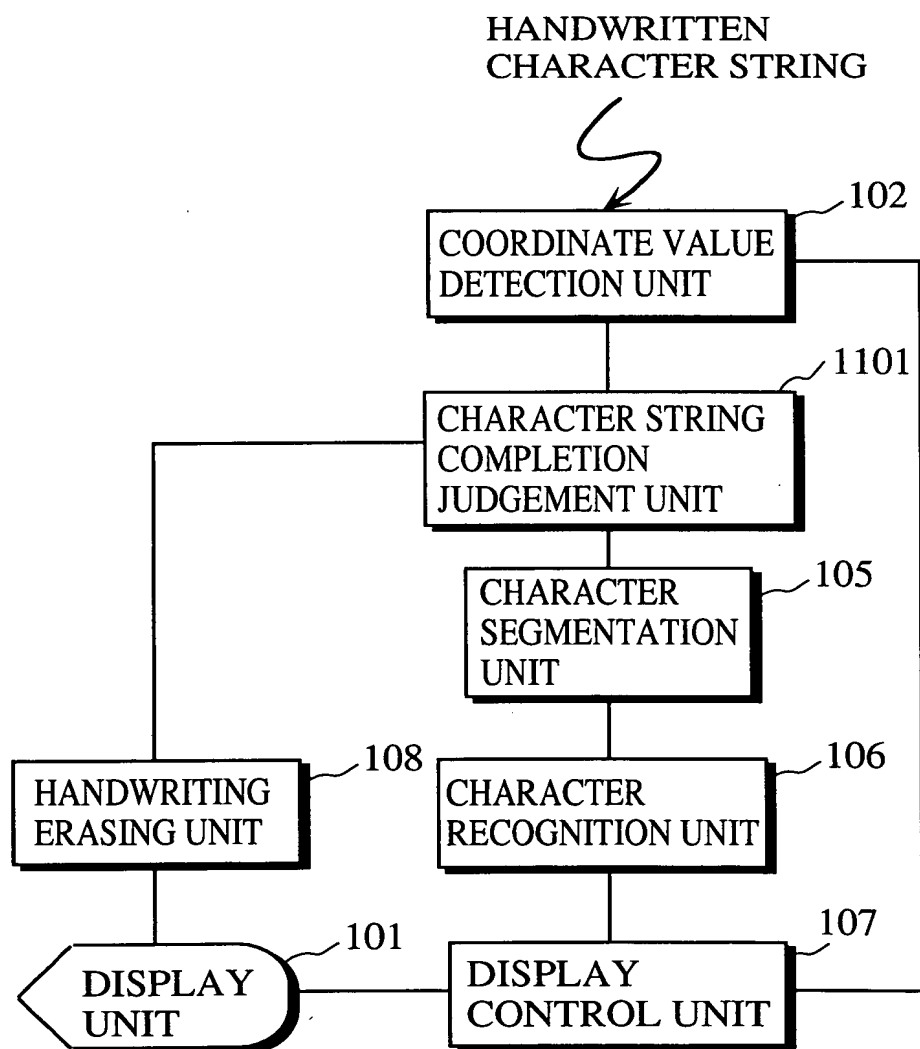 HANDWRITTEN
CHARACTER STRING
102
COORDINATE VALUE
DETECTION UNIT
1101
CHARACTER STRING
COMPLETION
JUDGEMENT UNIT
105
CHARACTER
SEGMENTATION
UNIT
108
HANDWRITING
ERASING UNIT
106
CHARACTER
RECOGNITION UNIT
101
DISPLAY
UNIT
107
DISPLAY
CONTROL UNIT